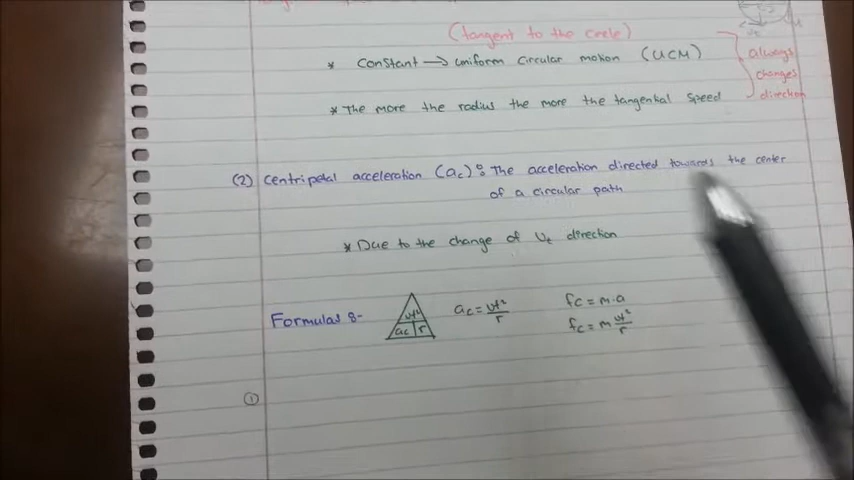 (tangent to the circle)
* constant → uniform circular motion (UCM)
always
changes
direction
* The more the radius the more the tangential speed
(2) centripetal acceleration (ac): The acceleration directed towards the center
of a circular path
* Due to the change of vt direction
Formulas :-
vt²
ac r
ac = vt²/r
fc = m·a
fc = m vt²/r
①